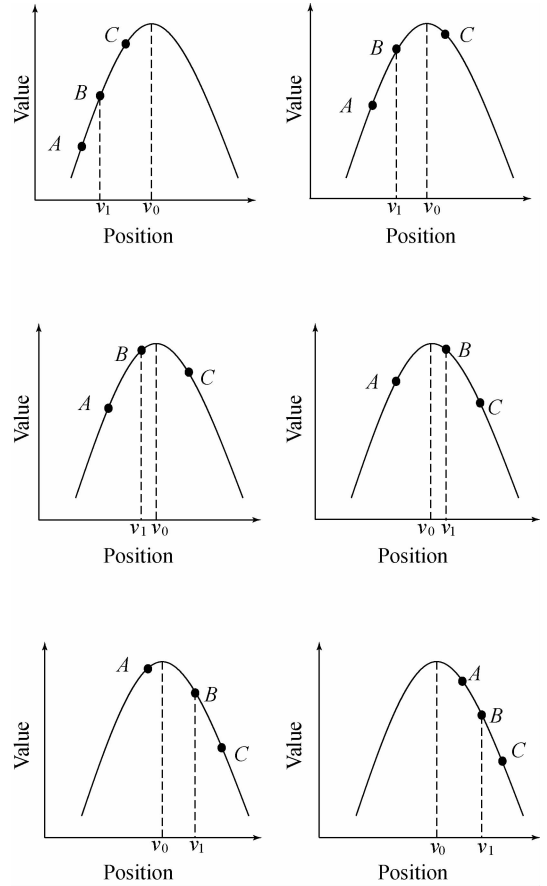 C
B
A
Value
v₁ v₀
Position
C
B
A
Value
v₁ v₀
Position
B
C
A
Value
v₁ v₀
Position
B
A
C
Value
v₀ v₁
Position
A
B
C
Value
v₀ v₁
Position
A
B
C
Value
v₀ v₁
Position